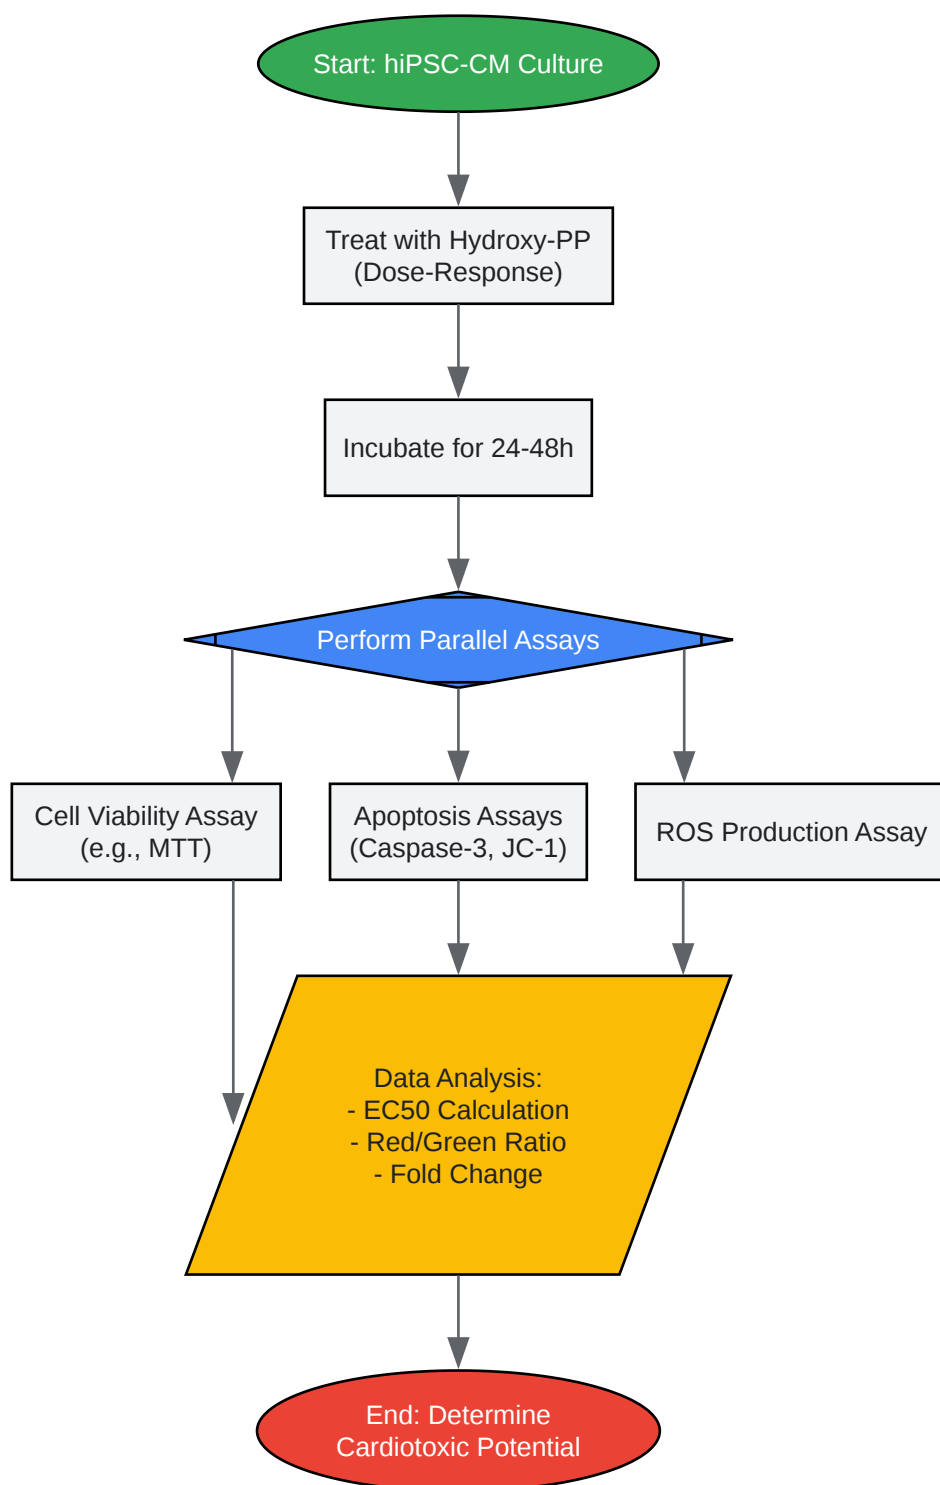 Start: hiPSC-CM Culture
Treat with Hydroxy-PP
(Dose-Response)
Incubate for 24-48h
Perform Parallel Assays
Cell Viability Assay
(e.g., MTT)
Apoptosis Assays
(Caspase-3, JC-1)
ROS Production Assay
Data Analysis:
- EC50 Calculation
- Red/Green Ratio
- Fold Change
End: Determine
Cardiotoxic Potential